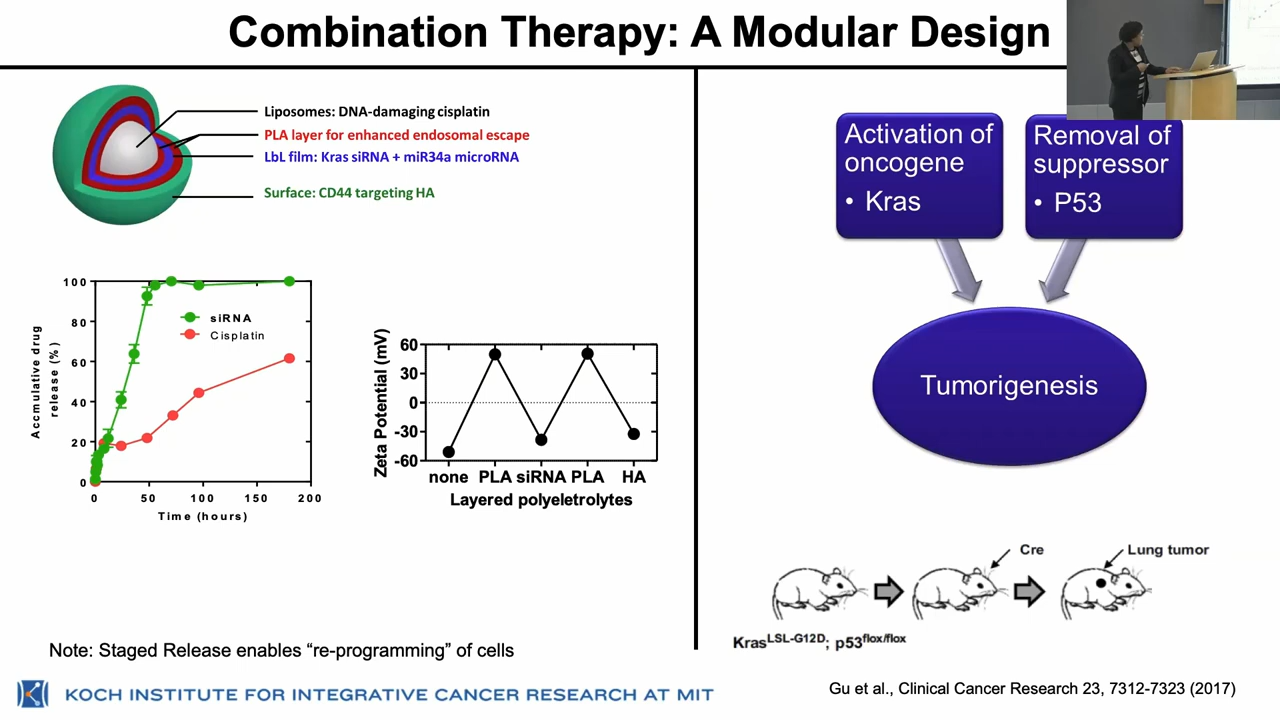 Combination Therapy: A Modular Design
Liposomes: DNA-damaging cisplatin
PLA layer for enhanced endosomal escape
LbL film: Kras siRNA + miR34a microRNA
Surface: CD44 targeting HA
Accmulative drug
release (%)
100
80
60
40
20
0
siRNA
Cisplatin
0 50 100 150 200
Time (hours)
Zeta Potential (mV)
60
30
0
-30
-60
none PLA siRNA PLA HA
Layered polyeletrolytes
Note: Staged Release enables “re-programming” of cells
KOCH INSTITUTE FOR INTEGRATIVE CANCER RESEARCH AT MIT
Activation of
oncogene
• Kras
Removal of
suppressor
• P53
Tumorigenesis
Cre
Lung tumor
Kras^LSL-G12D; p53^flox/flox
Gu et al., Clinical Cancer Research 23, 7312-7323 (2017)